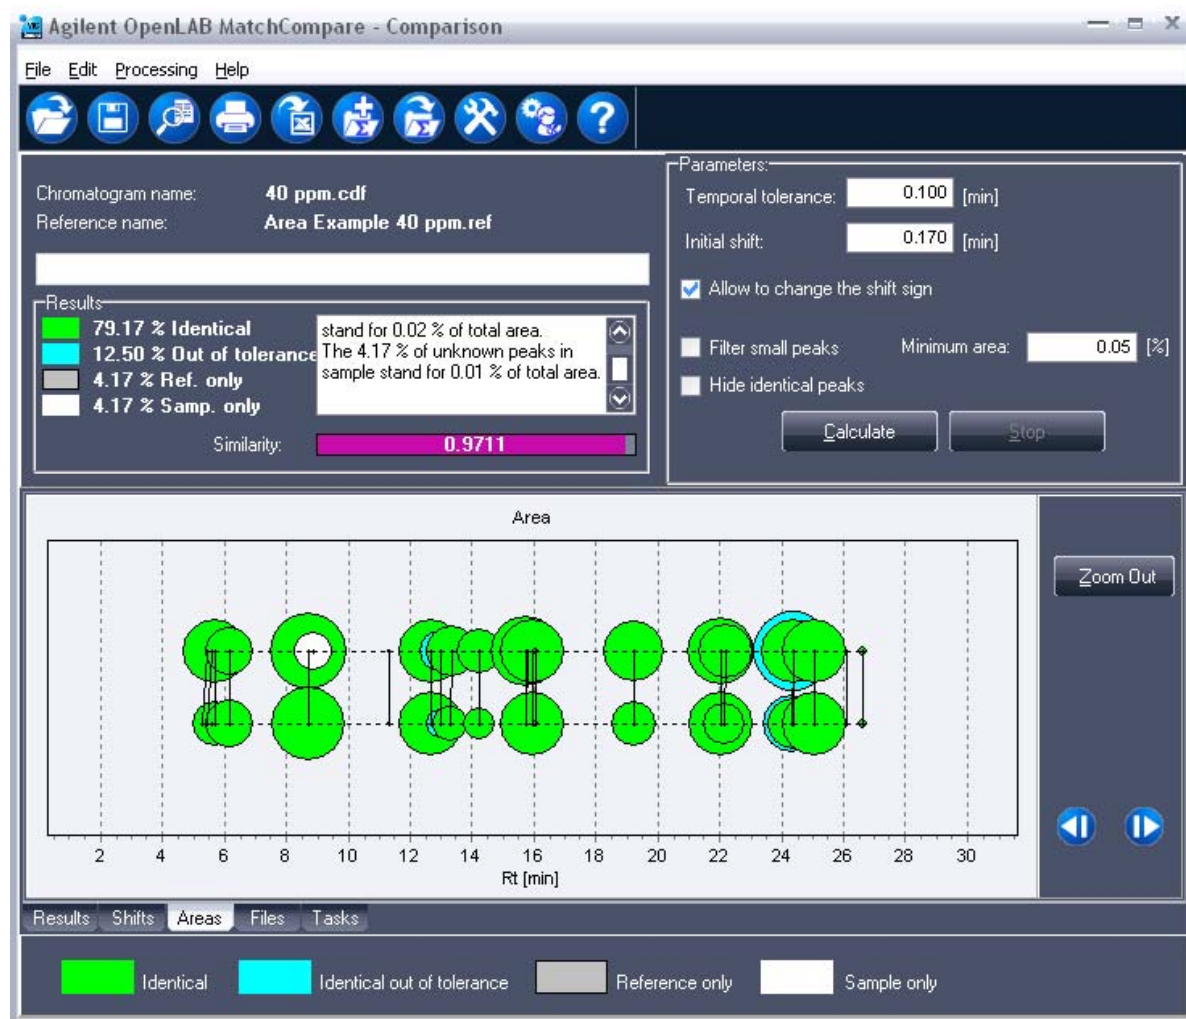 Agilent OpenLAB MatchCompare - Comparison
File Edit Processing Help
Chromatogram name: 40 ppm.cdf
Reference name: Area Example 40 ppm.ref
Results
79.17 % Identical
12.50 % Out of tolerance
4.17 % Ref. only
4.17 % Samp. only
stand for 0.02 % of total area.
The 4.17 % of unknown peaks in
sample stand for 0.01 % of total area.
Similarity: 0.9711
Parameters:
Temporal tolerance: 0.100 [min]
Initial shift: 0.170 [min]
Allow to change the shift sign
Filter small peaks Minimum area: 0.05 [%]
Hide identical peaks
Calculate Stop
Area
Zoom Out
2 4 6 8 10 12 14 16 18 20 22 24 26 28 30
Rt [min]
Results Shifts Areas Files Tasks
Identical Identical out of tolerance Reference only Sample only